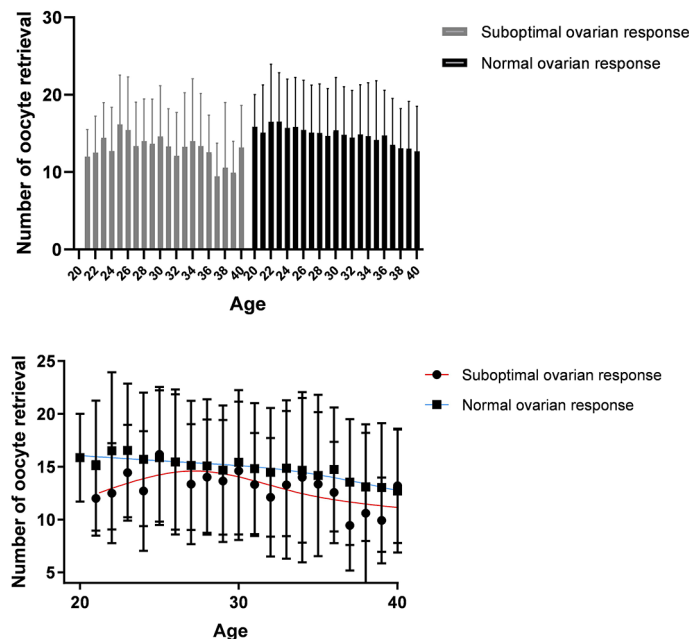 Number of oocyte retrieval
30
20
10
0
20 22 24 26 28 30 32 34 36 38 40 20 22 24 26 28 30 32 34 36 38 40
Age
Suboptimal ovarian response
Normal ovarian response
Number of oocyte retrieval
25
20
15
10
5
20 30 40
Age
Suboptimal ovarian response
Normal ovarian response